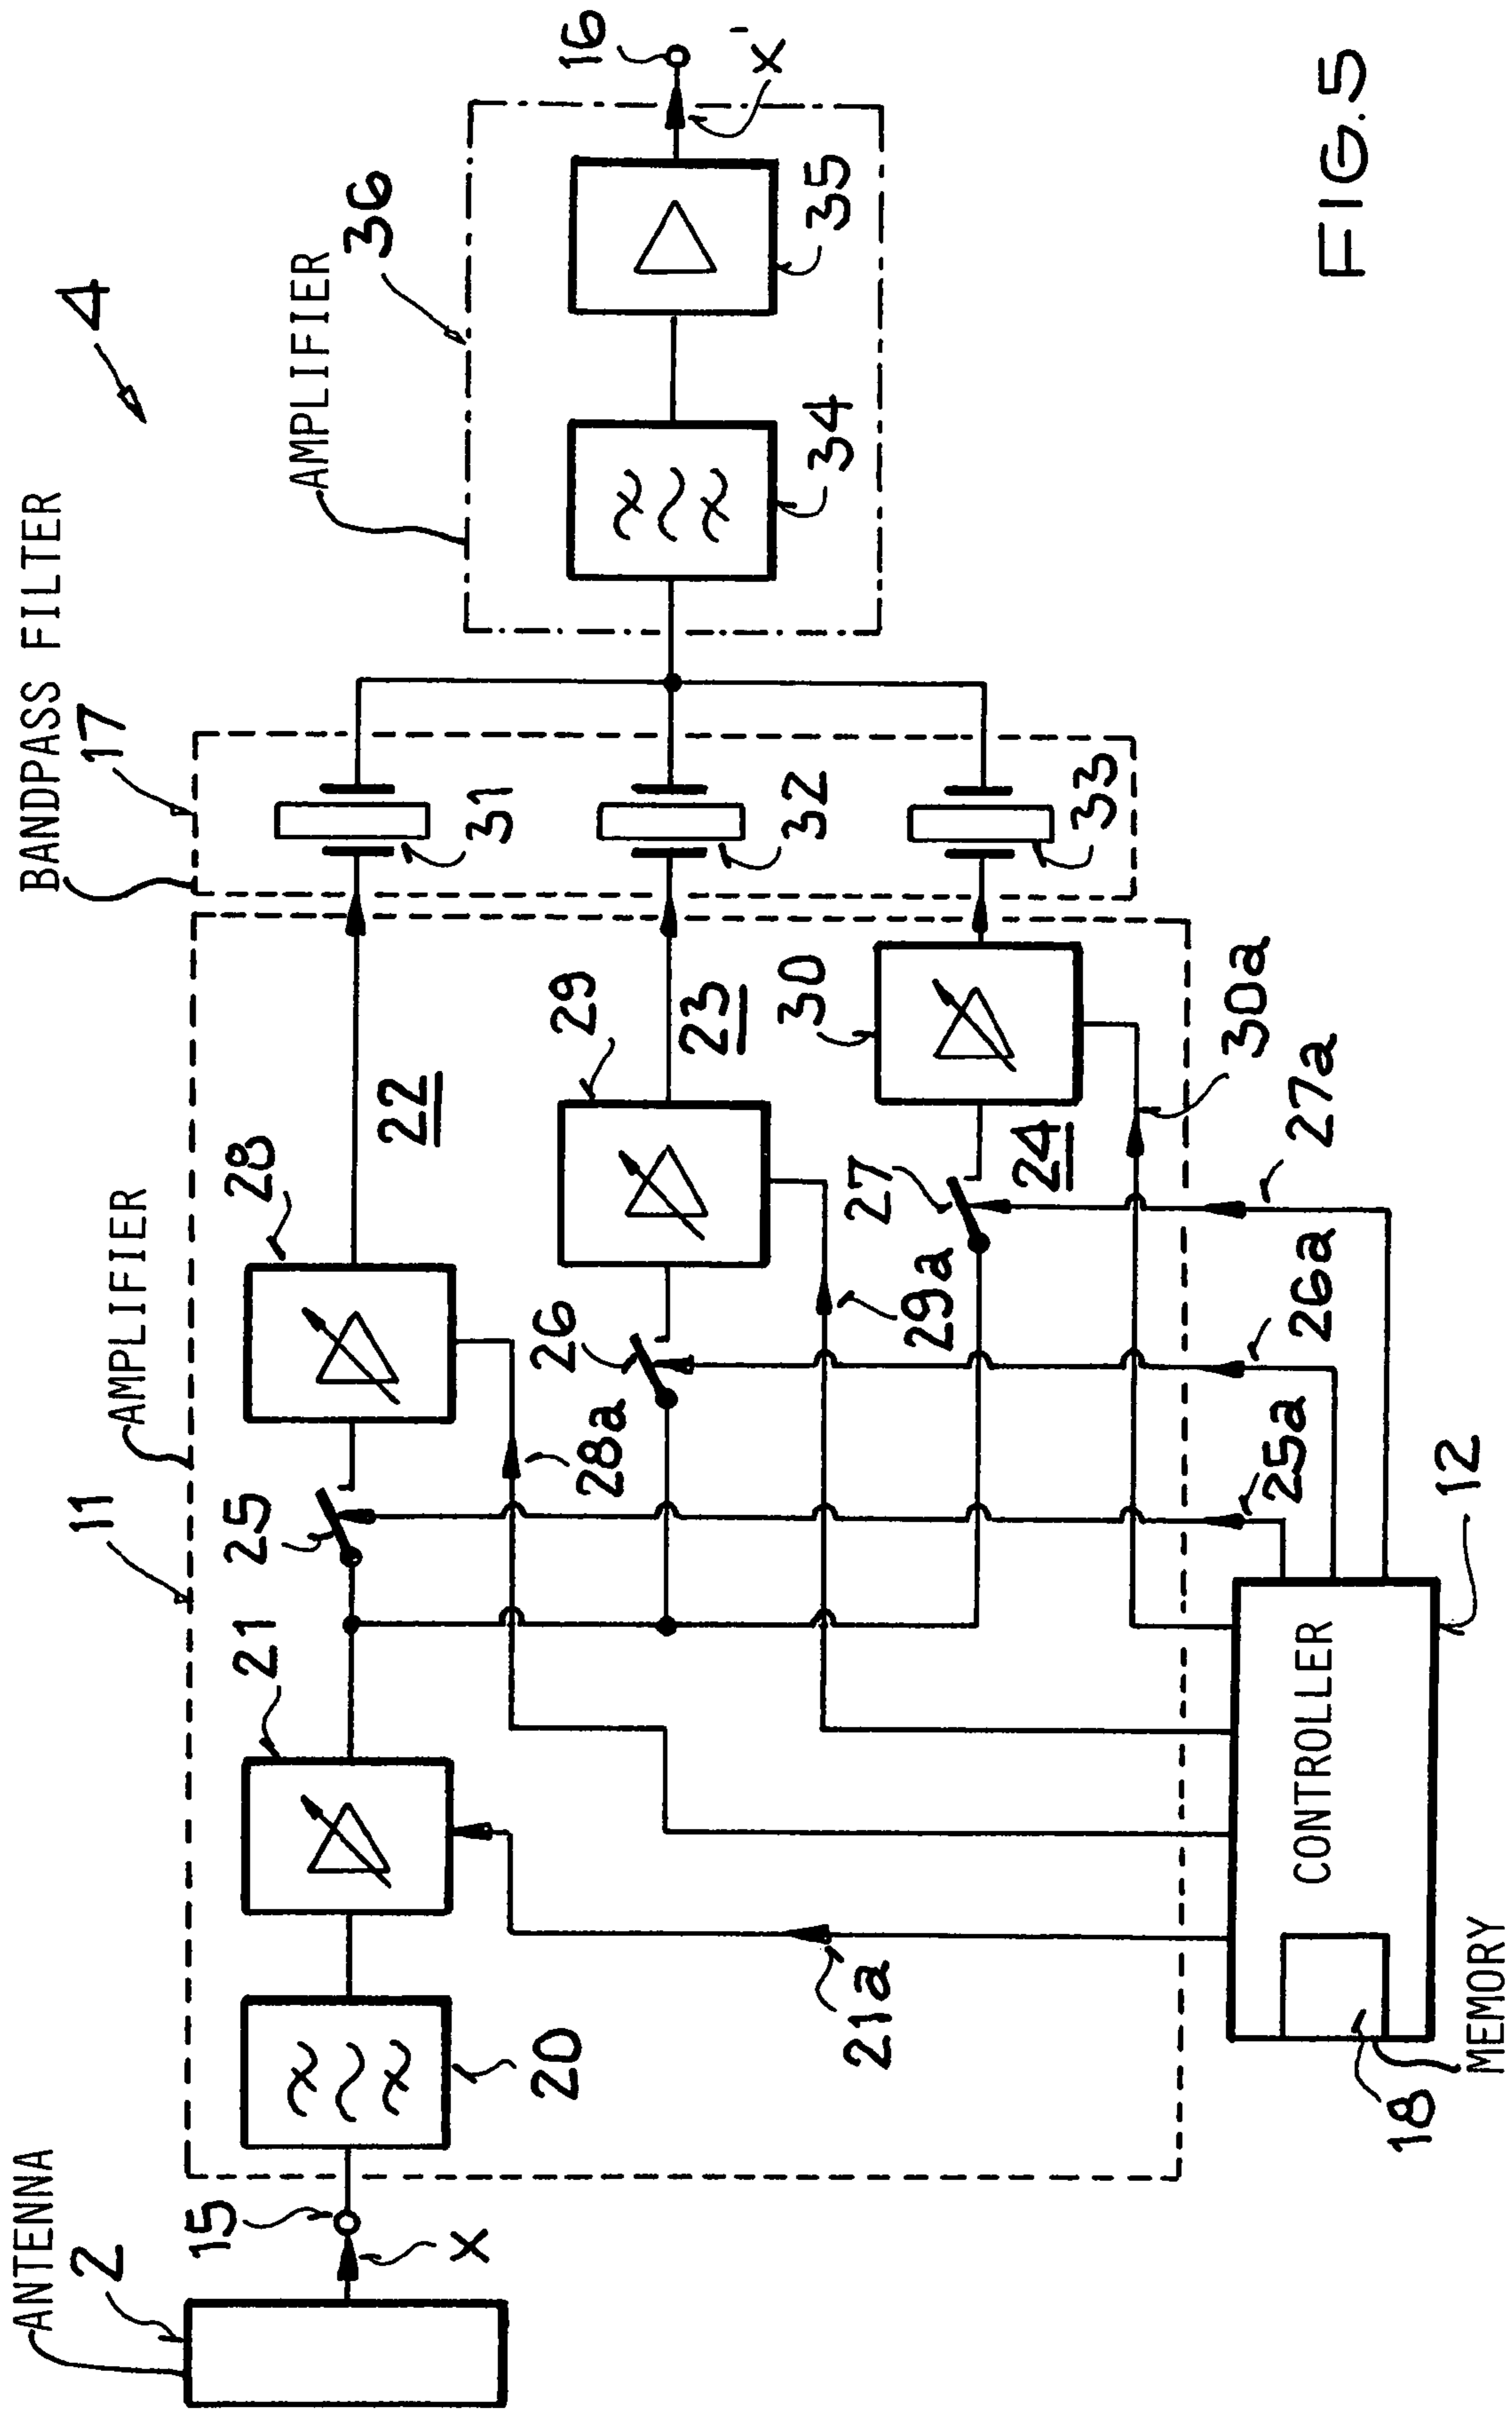 4
ANTENNA
2
15
X
11
AMPLIFIER
20
21
21a
25
28
28a
22
26
29
29a
23
27
30
24
30a
27a
26a
25a
CONTROLLER
12
18
MEMORY
BANDPASS FILTER
17
31
32
33
AMPLIFIER
36
34
35
16
X'
FIG.5